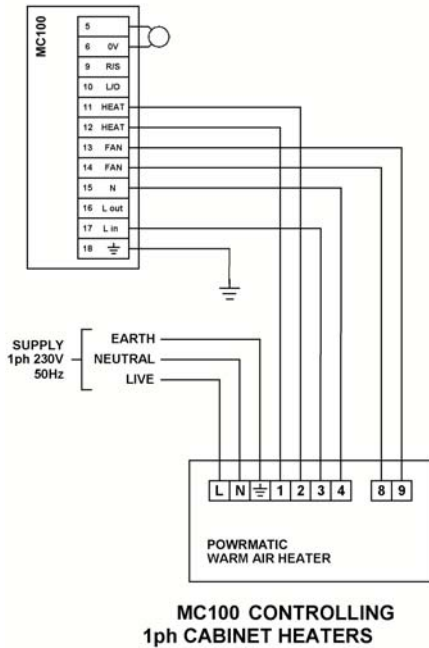 MC100
5
6 0V
9 R/S
10 L/O
11 HEAT
12 HEAT
13 FAN
14 FAN
15 N
16 L out
17 L in
18
SUPPLY
1ph 230V
50Hz
EARTH
NEUTRAL
LIVE
L N 1 2 3 4 8 9
POWRMATIC
WARM AIR HEATER
MC100 CONTROLLING
1ph CABINET HEATERS